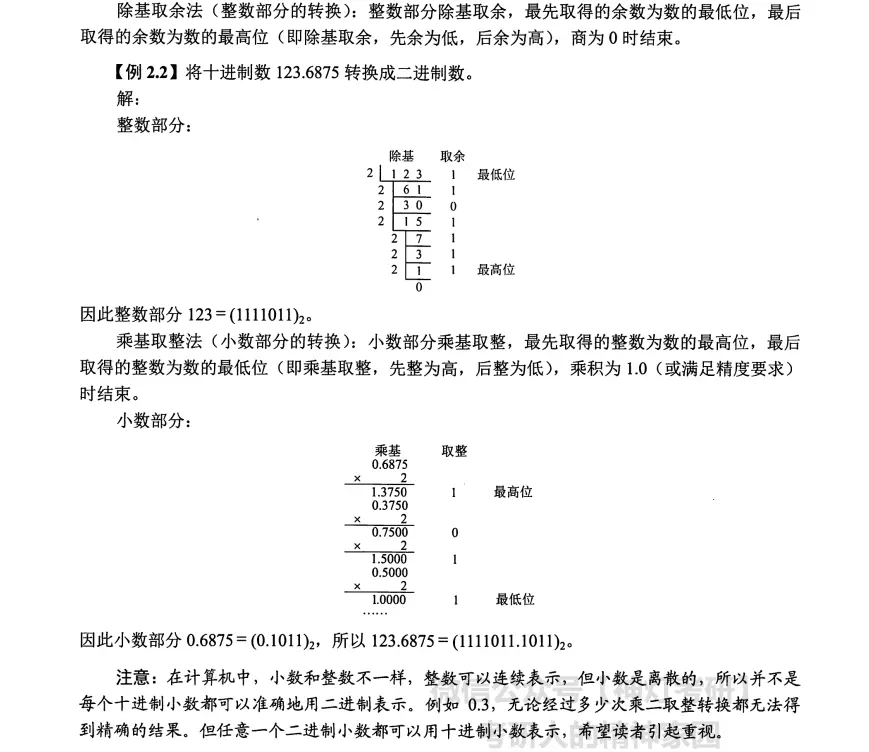 除基取余法（整数部分的转换）：整数部分除基取余，最先取得的余数为数的最低位，最后
取得的余数为数的最高位（即除基取余，先余为低，后余为高），商为 0 时结束。
【例 2.2】将十进制数 123.6875 转换成二进制数。
解：
整数部分：
除基 取余
2 1 2 3 1 最低位
2 6 1 1
2 3 0 0
2 1 5 1
2 7 1
2 3 1
2 1 1 最高位
0
因此整数部分 123 = (1111011)₂。
乘基取整法（小数部分的转换）：小数部分乘基取整，最先取得的整数为数的最高位，最后
取得的整数为数的最低位（即乘基取整，先整为高，后整为低），乘积为 1.0（或满足精度要求）
时结束。
小数部分：
乘基 取整
0.6875
× 2
1.3750 1 最高位
0.3750
× 2
0.7500 0
× 2
1.5000 1
0.5000
× 2
1.0000 1 最低位
……
因此小数部分 0.6875 = (0.1011)₂，所以 123.6875 = (1111011.1011)₂。
注意：在计算机中，小数和整数不一样，整数可以连续表示，但小数是离散的，所以并不是
每个十进制小数都可以准确地用二进制表示。例如 0.3，无论经过多少次乘二取整转换都无法得
到精确的结果。但任意一个二进制小数都可以用十进制小数表示，希望读者引起重视。